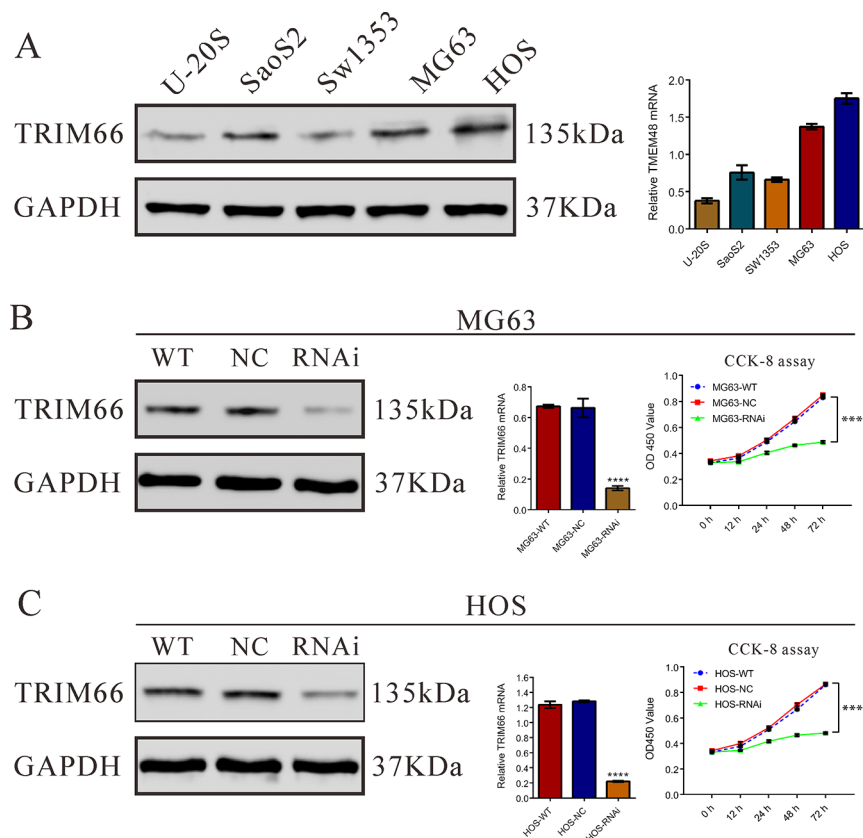 A
U-20S
SaoS2
Sw1353
MG63
HOS
TRIM66
135kDa
GAPDH
37KDa
Relative TMEM48 mRNA
2.0
1.5
1.0
0.5
0.0
U-20S
SaoS2
SW1353
MG63
HOS
B
MG63
WT NC RNAi
TRIM66
135kDa
GAPDH
37KDa
Relative TRIM66 mRNA
0.8
0.6
0.4
0.2
0.0
****
MG63-WT
MG63-NC
MG63-RNAi
CCK-8 assay
OD 450 Value
1.0
0.8
0.6
0.4
0.2
0.0
MG63-WT
MG63-NC
MG63-RNAi
***
0 h
12 h
24 h
48 h
72 h
C
HOS
WT NC RNAi
TRIM66
135kDa
GAPDH
37KDa
Relative TRIM66 mRNA
1.6
1.4
1.2
1.0
0.8
0.6
0.4
0.2
0.0
****
HOS-WT
HOS-NC
HOS-RNAi
CCK-8 assay
OD450 Value
1.0
0.8
0.6
0.4
0.2
0.0
HOS-WT
HOS-NC
HOS-RNAi
***
0 h
12 h
24 h
48 h
72 h